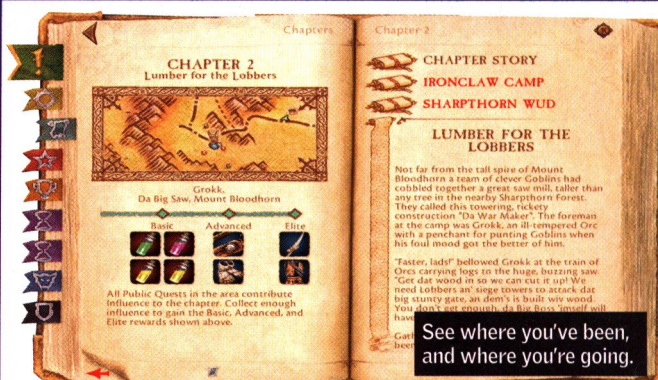 Chapters
CHAPTER 2
Lumber for the Lobbers
Grokk,
Da Big Saw, Mount Bloodhorn
Basic Advanced Elite
All Public Quests in the area contribute
Influence to the chapter. Collect enough
influence to gain the Basic, Advanced, and
Elite rewards shown above.
Chapter 2
CHAPTER STORY
IRONCLAW CAMP
SHARPTHORN WUD
LUMBER FOR THE
LOBBERS
Not far from the tall spire of Mount
Bloodhorn a team of clever Goblins had
cobbled together a great saw mill, taller than
any tree in the nearby Sharpthorn Forest.
They called this towering, rickety
construction "Da War Maker". The foreman
at the camp was Grokk, an ill-tempered Orc
with a penchant for punting Goblins when
his foul mood got the better of him.
"Faster, lads!" bellowed Grokk at the train of
Orcs carrying logs to the huge, buzzing saw.
"Get dat wood in so we can cut it up! We
need Lobbers an' siege towers to attack dat
big stunty gate, an dem's is built wiv wood.
You don't get enough, da Big Boss 'imself will
have
See where you've been,
and where you're going.